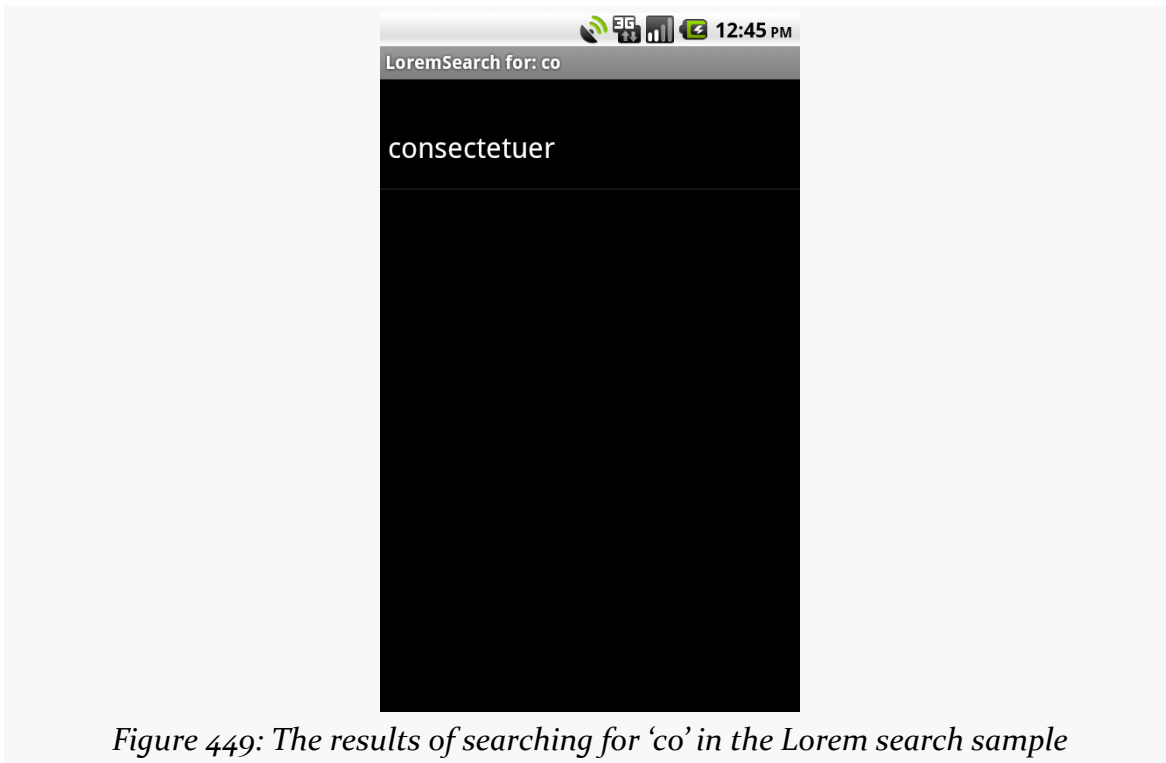 3G 12:45 PM
LoremSearch for: co
consectetuer
Figure 449: The results of searching for ‘co’ in the Lorem search sample